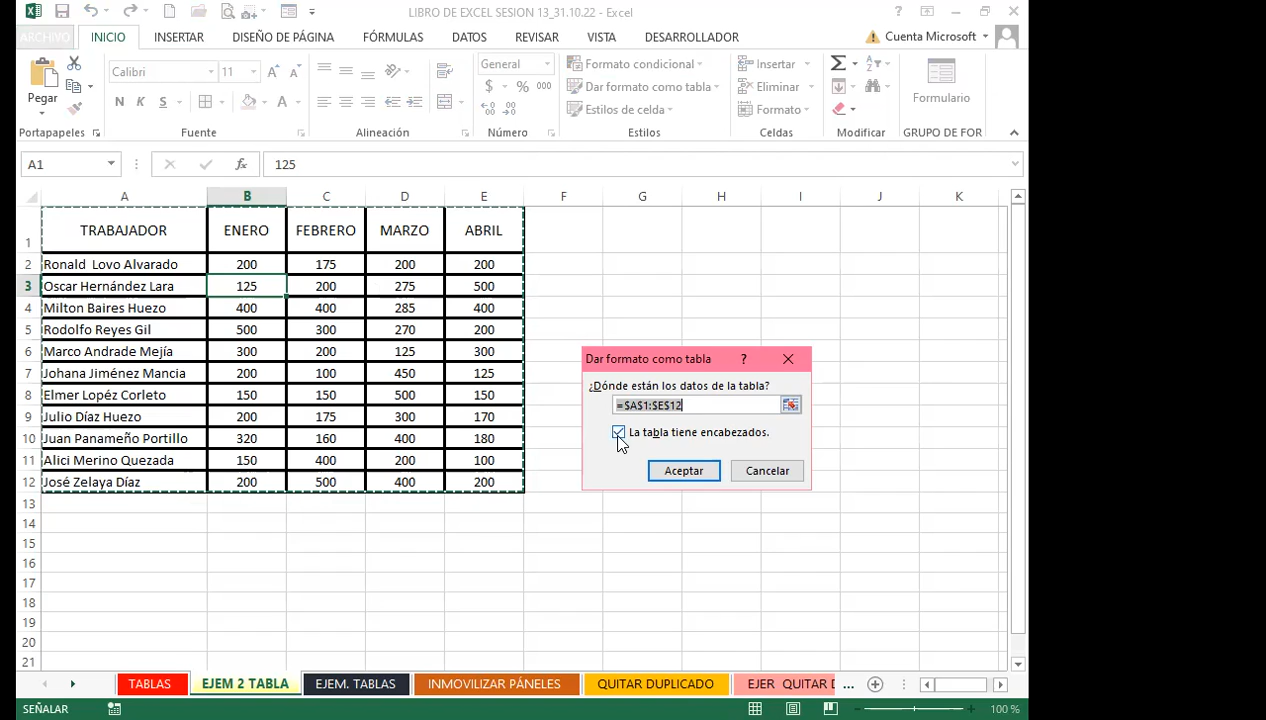 LIBRO DE EXCEL SESION 13_31.10.22 - Excel
ARCHIVO INICIO INSERTAR DISEÑO DE PÁGINA FÓRMULAS DATOS REVISAR VISTA DESARROLLADOR Cuenta Microsoft
Calibri 11 General Formato condicional Insertar
Pegar N K S $ % 000 Dar formato como tabla Eliminar Formulario
Estilos de celda Formato
Portapapeles Fuente Alineación Número Estilos Celdas Modificar GRUPO DE FOR
A1 fx 125
A B C D E F G H I J K
1 TRABAJADOR ENERO FEBRERO MARZO ABRIL
2 Ronald Lovo Alvarado 200 175 200 200
3 Oscar Hernández Lara 125 200 275 500
4 Milton Baires Huezo 400 400 285 400
5 Rodolfo Reyes Gil 500 300 270 200
6 Marco Andrade Mejía 300 200 125 300
7 Johana Jiménez Mancia 200 100 450 125
8 Elmer Lopéz Corleto 150 150 500 150
9 Julio Díaz Huezo 200 175 300 170
10 Juan Panameño Portillo 320 160 400 180
11 Alici Merino Quezada 150 400 200 100
12 José Zelaya Díaz 200 500 400 200
13
14
15
16
17
18
19
20
21
Dar formato como tabla ?
¿Dónde están los datos de la tabla?
=$A$1:$E$12
La tabla tiene encabezados.
Aceptar Cancelar
TABLAS EJEM 2 TABLA EJEM. TABLAS INMOVILIZAR PÁNELES QUITAR DUPLICADO EJER QUITAR D ...
SEÑALAR 100 %